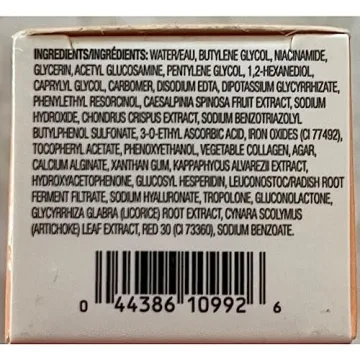 INGREDIENTS/INGRÉDIENTS: WATER/EAU, BUTYLENE GLYCOL, NIACINAMIDE,
GLYCERIN, ACETYL GLUCOSAMINE, PENTYLENE GLYCOL, 1,2-HEXANEDIOL,
CAPRYLYL GLYCOL, CARBOMER, DISODIUM EDTA, DIPOTASSIUM GLYCYRRHIZATE,
PHENYLETHYL RESORCINOL, CAESALPINIA SPINOSA FRUIT EXTRACT, SODIUM
HYDROXIDE, CHONDRUS CRISPUS EXTRACT, SODIUM BENZOTRIAZOLYL
BUTYLPHENOL SULFONATE, 3-O-ETHYL ASCORBIC ACID, IRON OXIDES (CI 77492),
TOCOPHERYL ACETATE, PHENOXYETHANOL, VEGETABLE COLLAGEN, AGAR,
CALCIUM ALGINATE, XANTHAN GUM, KAPPAPHYCUS ALVAREZII EXTRACT,
HYDROXYACETOPHENONE, GLUCOSYL HESPERIDIN, LEUCONOSTOC/RADISH ROOT
FERMENT FILTRATE, SODIUM HYALURONATE, TROPOLONE, GLUCONOLACTONE,
GLYCYRRHIZA GLABRA (LICORICE) ROOT EXTRACT, CYNARA SCOLYMUS
(ARTICHOKE) LEAF EXTRACT, RED 30 (CI 73360), SODIUM BENZOATE.
0 44386 10992 6